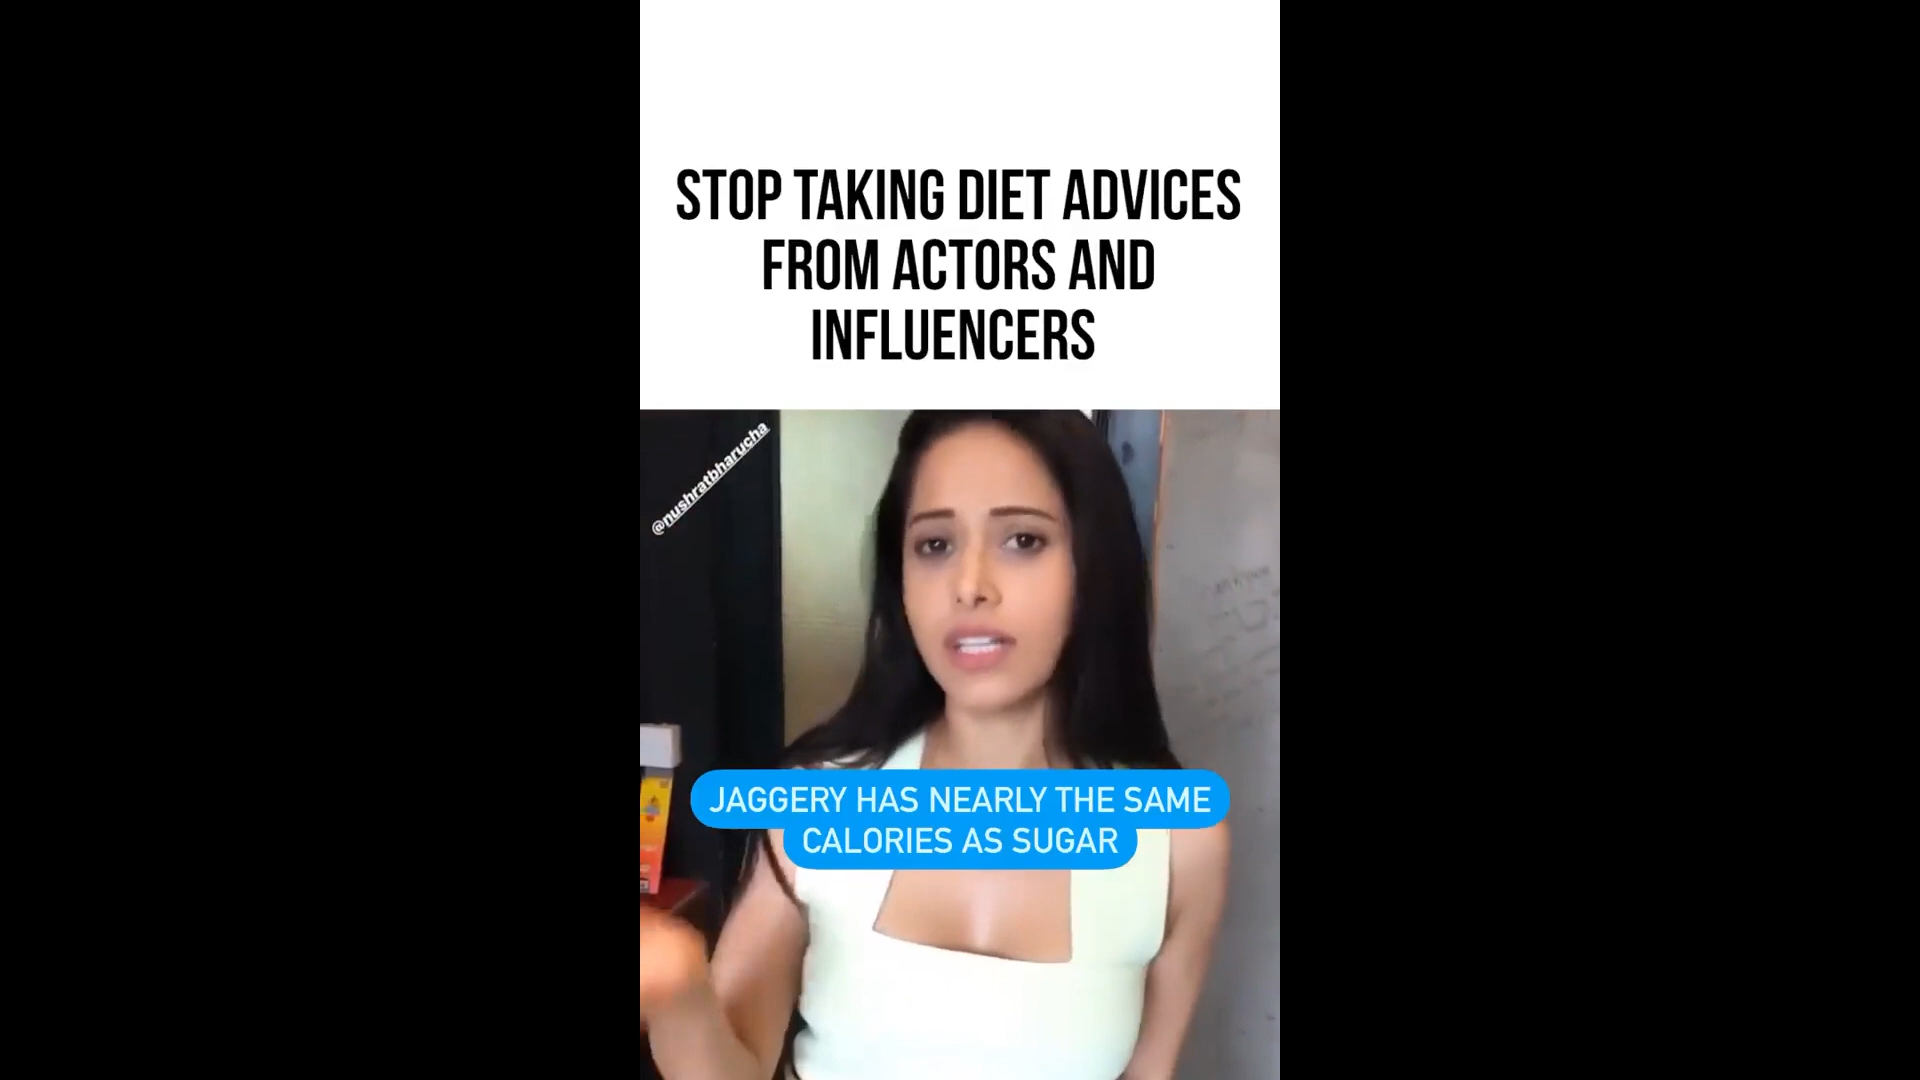 STOP TAKING DIET ADVICES
FROM ACTORS AND
INFLUENCERS
@nushratbharucha
JAGGERY HAS NEARLY THE SAME
CALORIES AS SUGAR